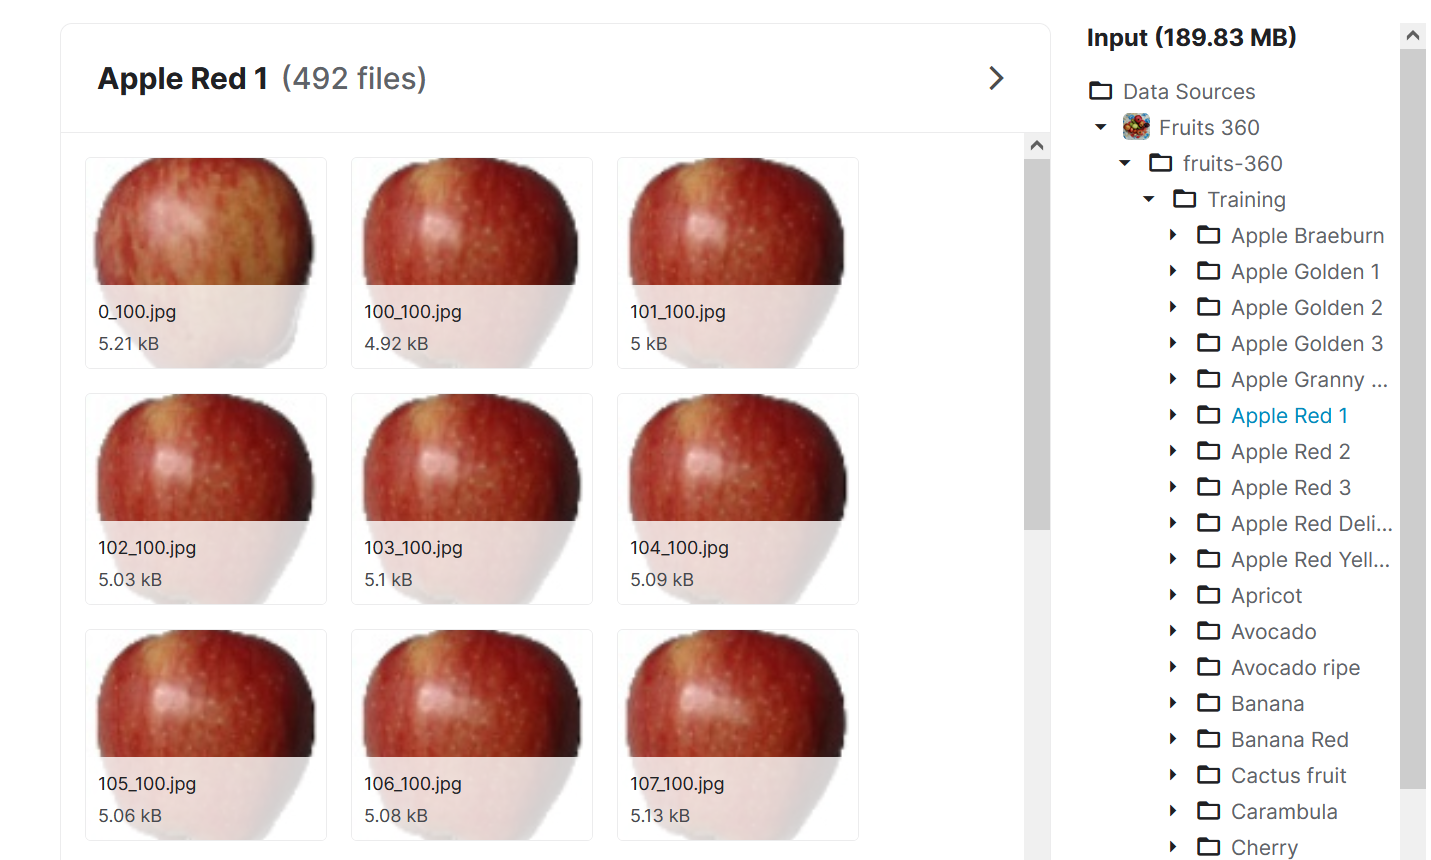 Apple Red 1 (492 files)
0_100.jpg
5.21 kB
100_100.jpg
4.92 kB
101_100.jpg
5 kB
102_100.jpg
5.03 kB
103_100.jpg
5.1 kB
104_100.jpg
5.09 kB
105_100.jpg
5.06 kB
106_100.jpg
5.08 kB
107_100.jpg
5.13 kB
Input (189.83 MB)
Data Sources
Fruits 360
fruits-360
Training
Apple Braeburn
Apple Golden 1
Apple Golden 2
Apple Golden 3
Apple Granny ...
Apple Red 1
Apple Red 2
Apple Red 3
Apple Red Deli...
Apple Red Yell...
Apricot
Avocado
Avocado ripe
Banana
Banana Red
Cactus fruit
Carambula
Cherry